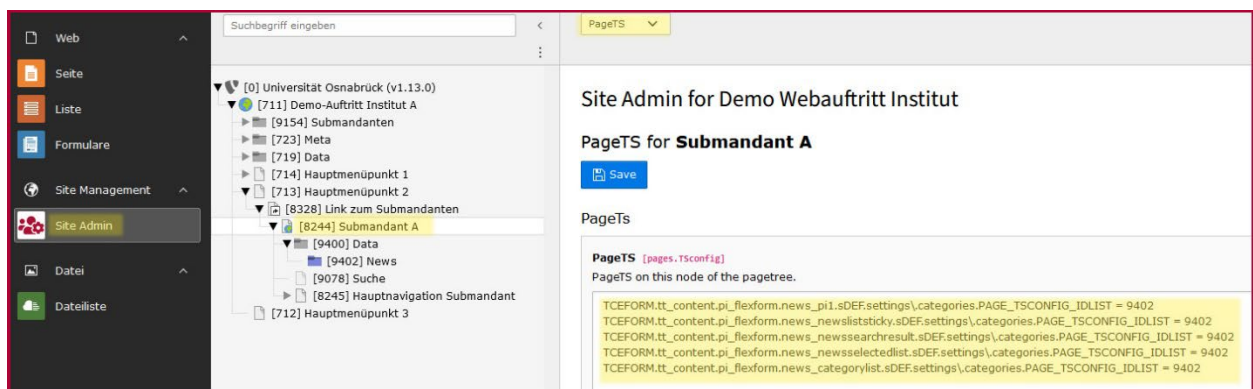 Web
Seite
Liste
Formulare
Site Management
Site Admin
Datei
Dateiliste
Suchbegriff eingeben
[0] Universität Osnabrück (v1.13.0)
[711] Demo-Auftritt Institut A
[9154] Submandanten
[723] Meta
[719] Data
[714] Hauptmenüpunkt 1
[713] Hauptmenüpunkt 2
[8328] Link zum Submandanten
[8244] Submandant A
[9400] Data
[9402] News
[9078] Suche
[8245] Hauptnavigation Submandant
[712] Hauptmenüpunkt 3
PageTS
Site Admin for Demo Webauftritt Institut
PageTS for Submandant A
Save
PageTs
PageTS [pages.TSconfig]
PageTS on this node of the pagetree.
TCEFORM.tt_content.pi_flexform.news_pi1.sDEF.settings\.categories.PAGE_TSCONFIG_IDLIST = 9402
TCEFORM.tt_content.pi_flexform.news_newsliststicky.sDEF.settings\.categories.PAGE_TSCONFIG_IDLIST = 9402
TCEFORM.tt_content.pi_flexform.news_newssearchresult.sDEF.settings\.categories.PAGE_TSCONFIG_IDLIST = 9402
TCEFORM.tt_content.pi_flexform.news_newsselectedlist.sDEF.settings\.categories.PAGE_TSCONFIG_IDLIST = 9402
TCEFORM.tt_content.pi_flexform.news_categorylist.sDEF.settings\.categories.PAGE_TSCONFIG_IDLIST = 9402